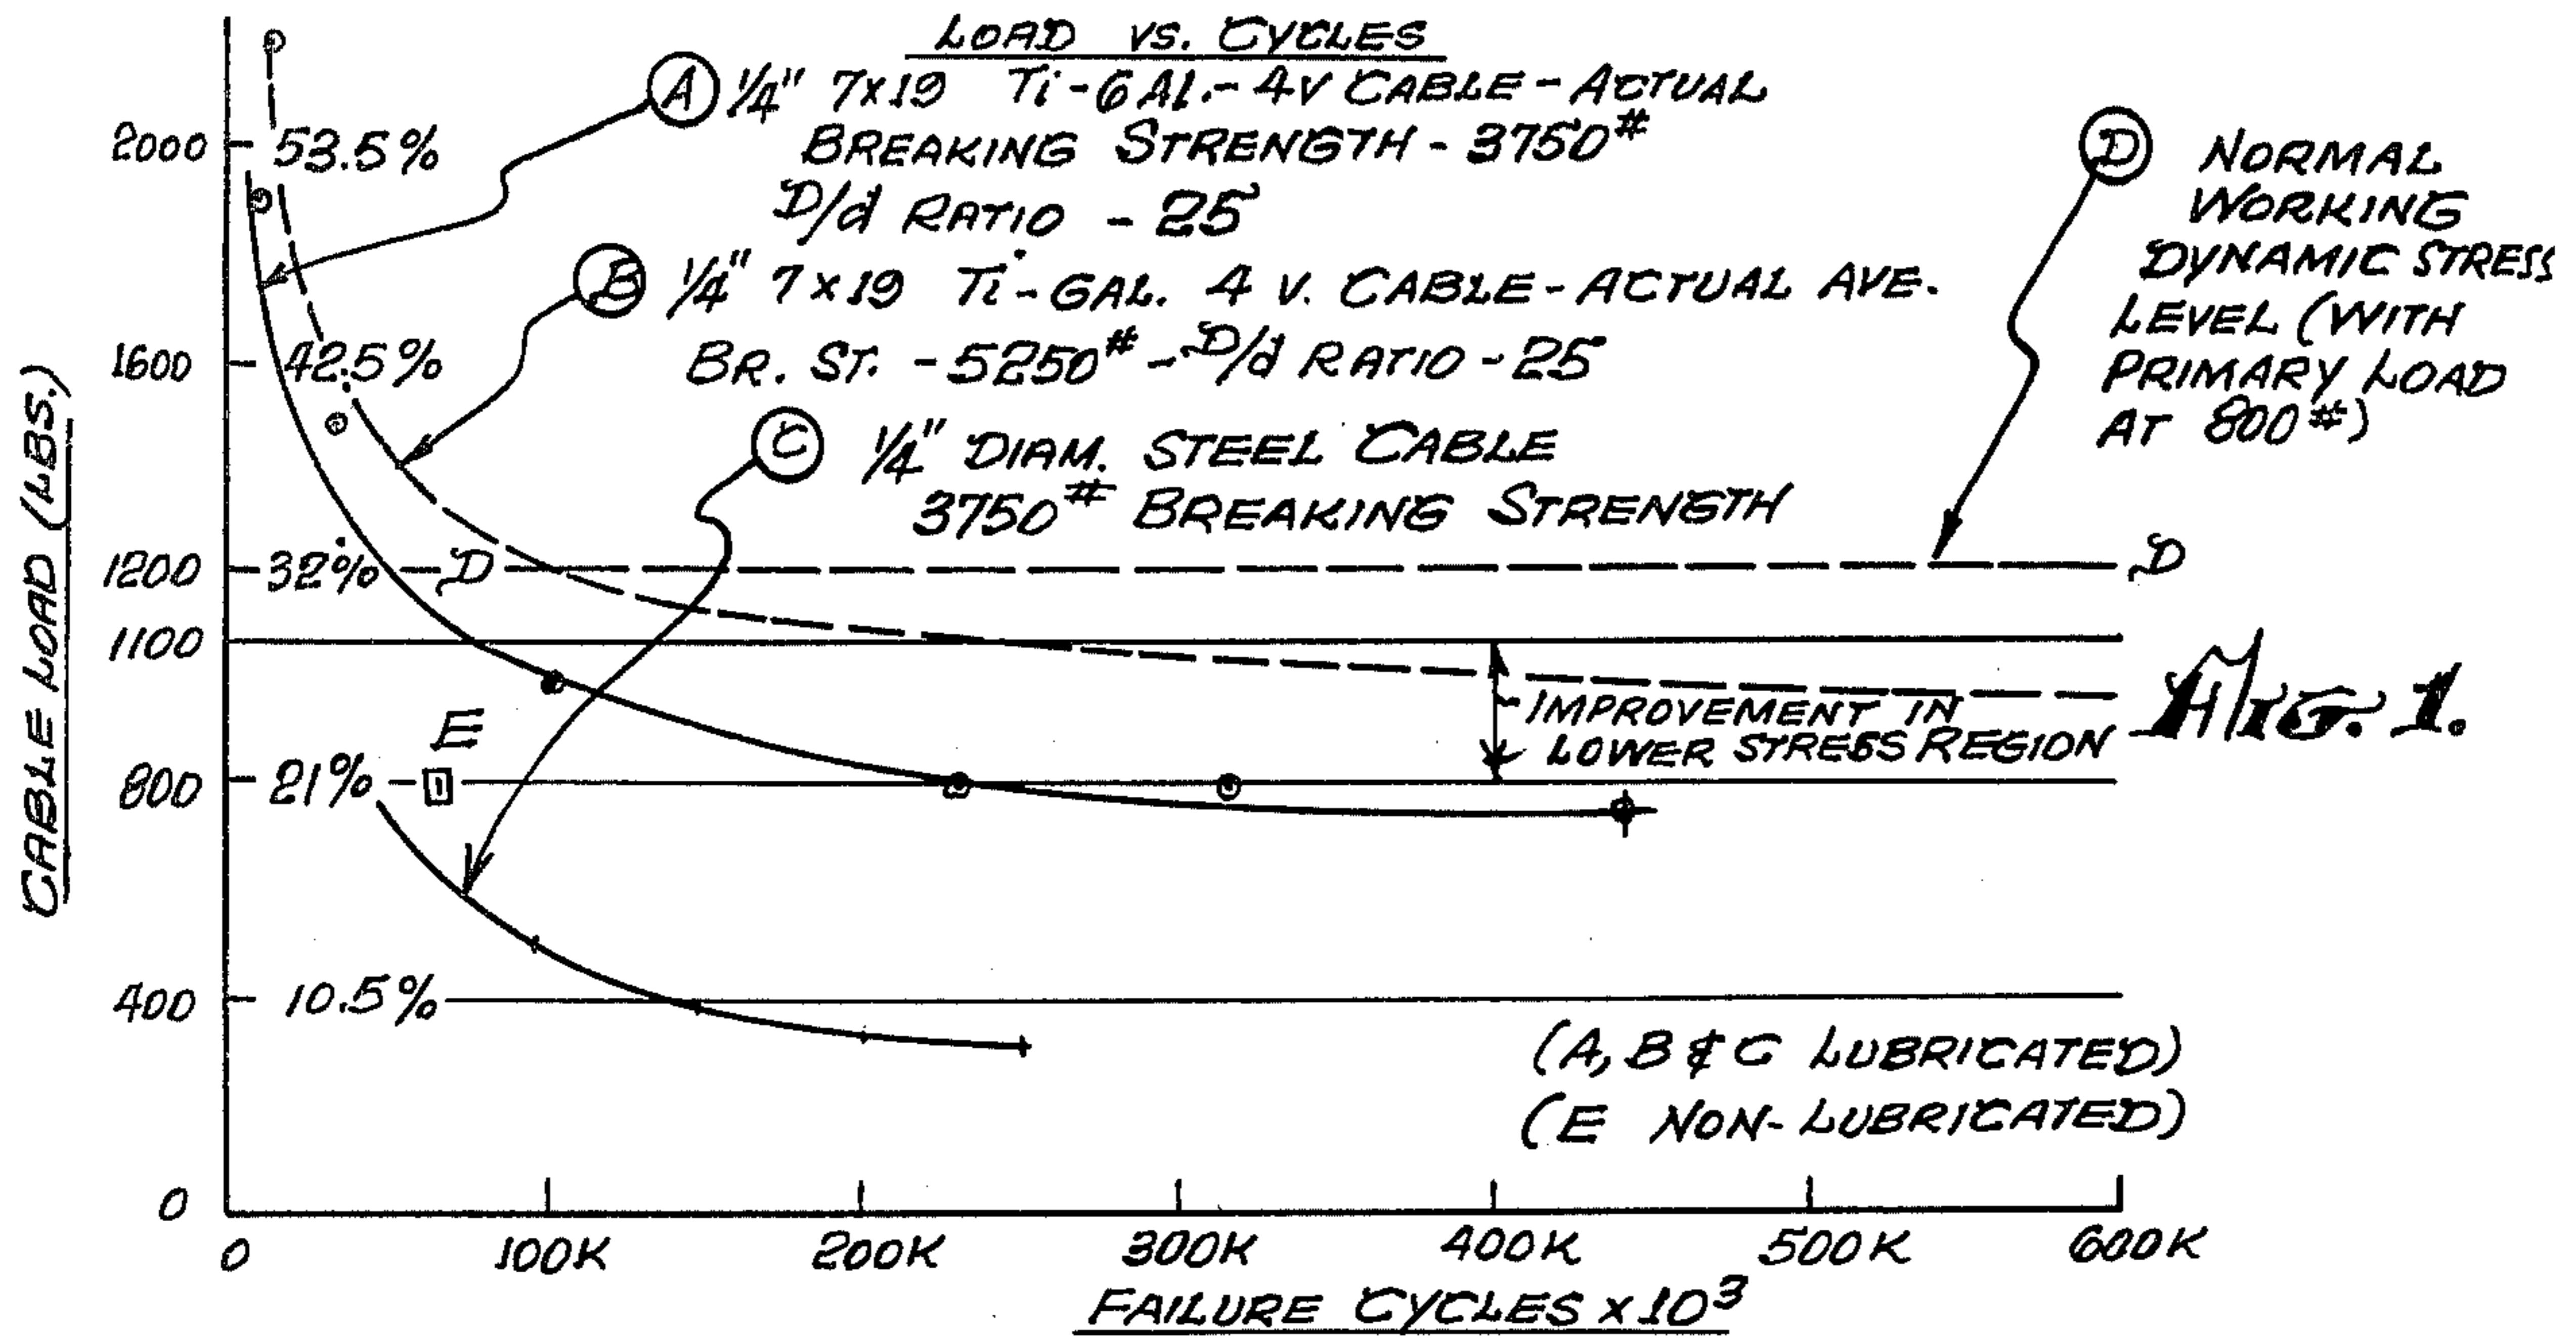 LOAD VS. CYCLES
A 1/4" 7x19 Ti-6Al.-4V CABLE-ACTUAL
BREAKING STRENGTH - 3750#
D/d RATIO - 25
B 1/4" 7x19 Ti-GAL. 4 V. CABLE-ACTUAL AVE.
BR. ST. - 5250# - D/d RATIO - 25
C 1/4" DIAM. STEEL CABLE
3750# BREAKING STRENGTH
D NORMAL
WORKING
DYNAMIC STRESS
LEVEL (WITH
PRIMARY LOAD
AT 800#)
CABLE LOAD (LBS.)
2000 53.5%
1600 42.5%
1200 32% D D
1100
E
800 21%
400 10.5%
0
IMPROVEMENT IN
LOWER STRESS REGION
FIG. 1.
(A, B & C LUBRICATED)
(E NON-LUBRICATED)
0 100K 200K 300K 400K 500K 600K
FAILURE CYCLES x 10³